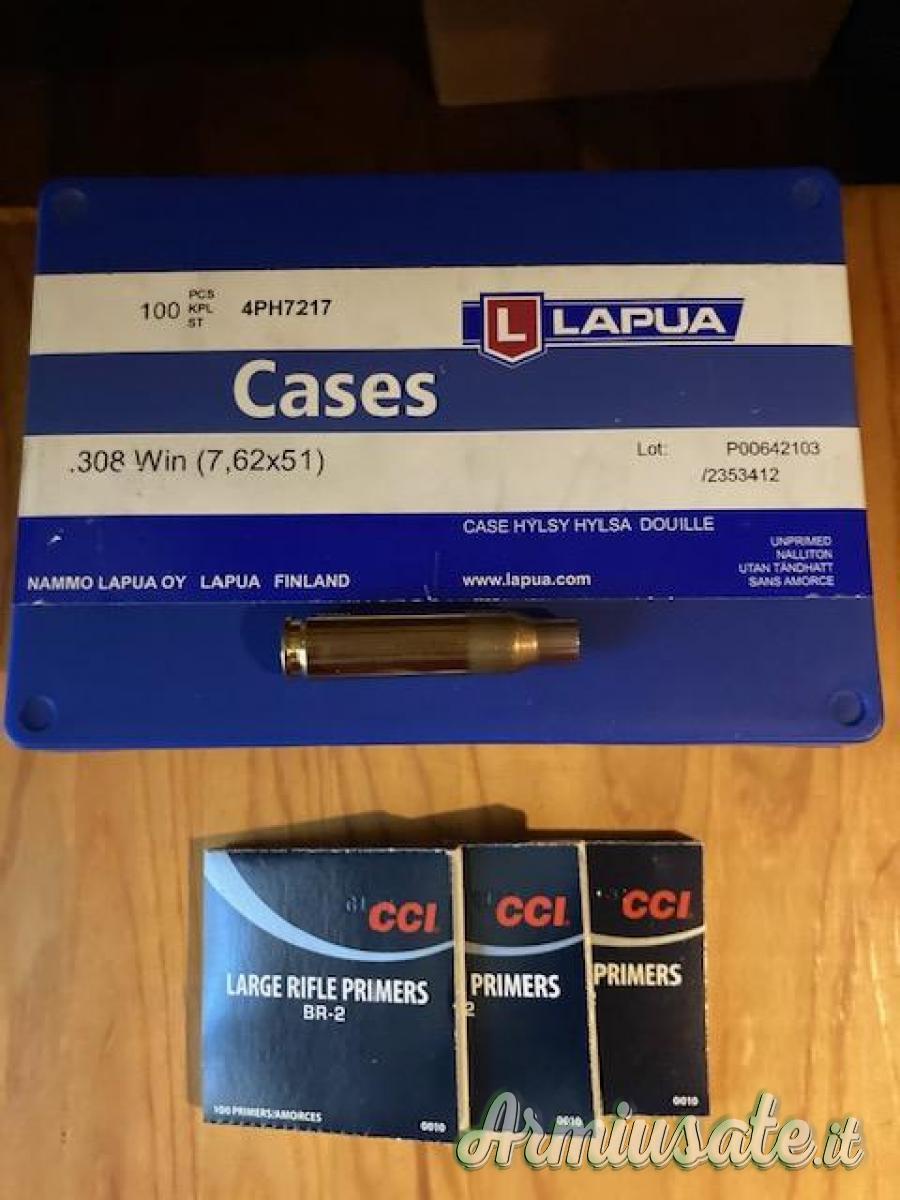 100 PCS KPL ST 4PH7217
L LAPUA
Cases
.308 Win (7,62x51)
Lot: P00642103
/2353412
CASE HYLSY HYLSA DOUILLE
UNPRIMED
NALLITON
UTAN TÄNDHATT
SANS AMORCE
NAMMO LAPUA OY LAPUA FINLAND
www.lapua.com
CCI
LARGE RIFLE PRIMERS
BR-2
100 PRIMERS/AMORCES
0010
CCI
PRIMERS
2
0010
CCI
PRIMERS
0010
Armiusate.it